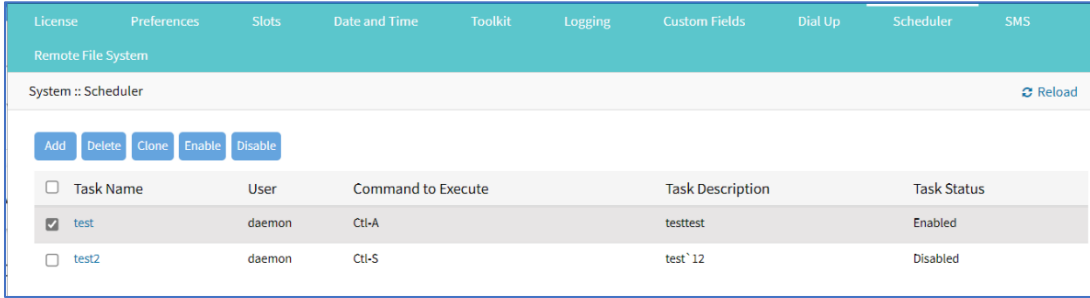 License Preferences Slots Date and Time Toolkit Logging Custom Fields Dial Up Scheduler SMS
Remote File System
System :: Scheduler Reload
Add Delete Clone Enable Disable
Task Name User Command to Execute Task Description Task Status
test daemon Ctl-A testtest Enabled
test2 daemon Ctl-S test`12 Disabled